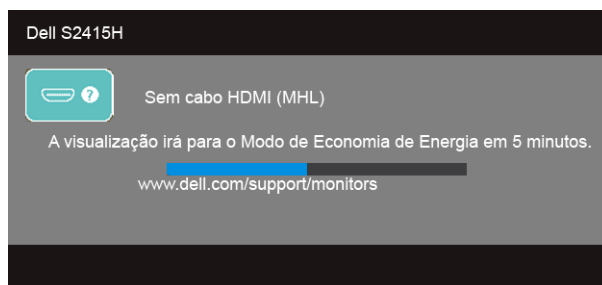 Dell S2415H
Sem cabo HDMI (MHL)
A visualização irá para o Modo de Economia de Energia em 5 minutos.
www.dell.com/support/monitors